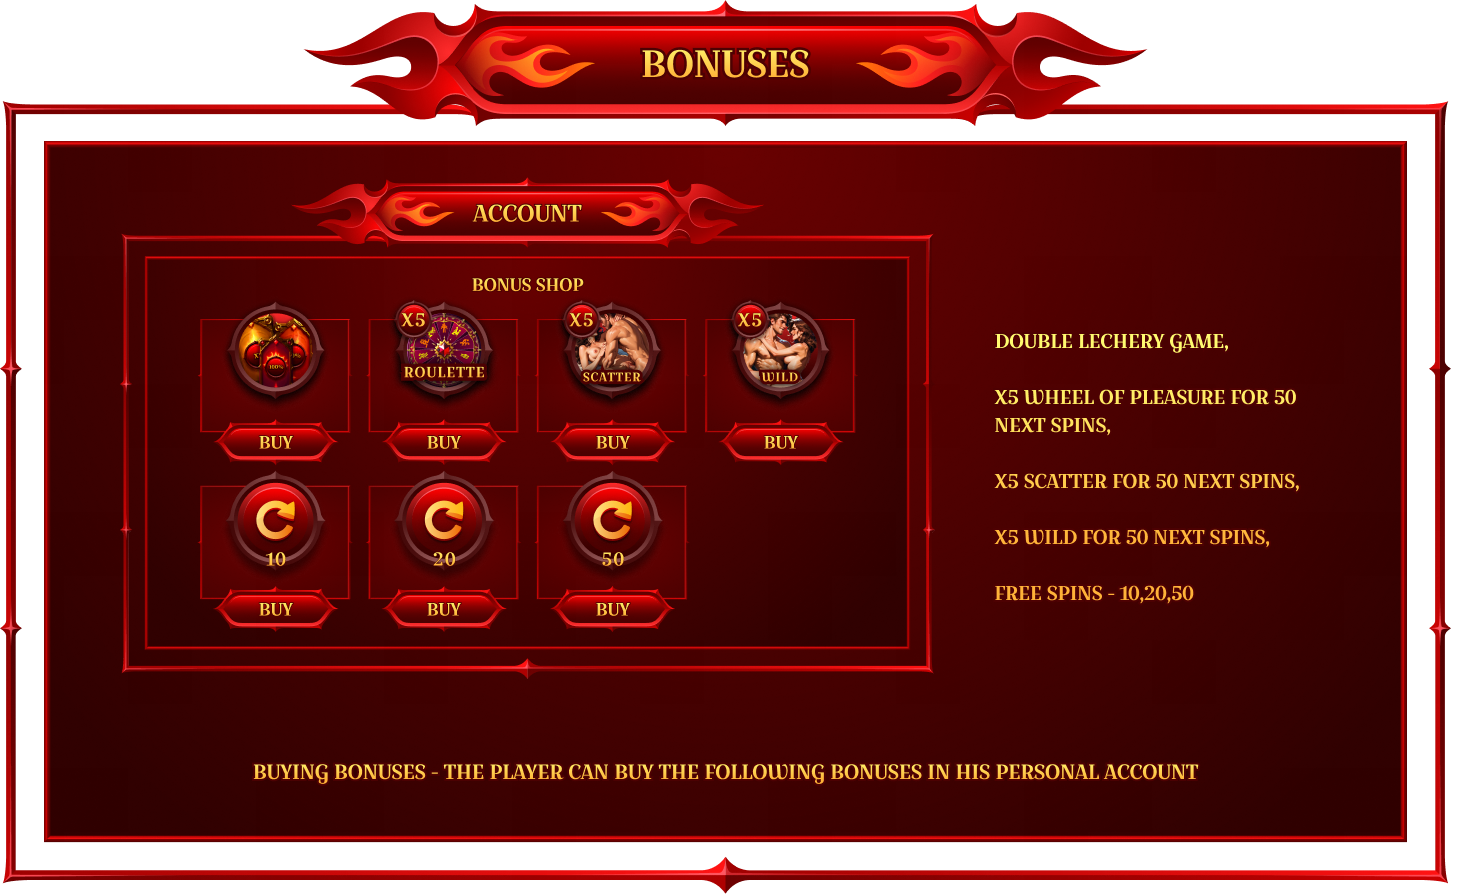 BONUSES
ACCOUNT
BONUS SHOP
100%
X5
ROULETTE
X5
SCATTER
X5
WILD
BUY
BUY
BUY
BUY
10
20
50
BUY
BUY
BUY
DOUBLE LECHERY GAME,
X5 WHEEL OF PLEASURE FOR 50
NEXT SPINS,
X5 SCATTER FOR 50 NEXT SPINS,
X5 WILD FOR 50 NEXT SPINS,
FREE SPINS - 10,20,50
BUYING BONUSES - THE PLAYER CAN BUY THE FOLLOWING BONUSES IN HIS PERSONAL ACCOUNT